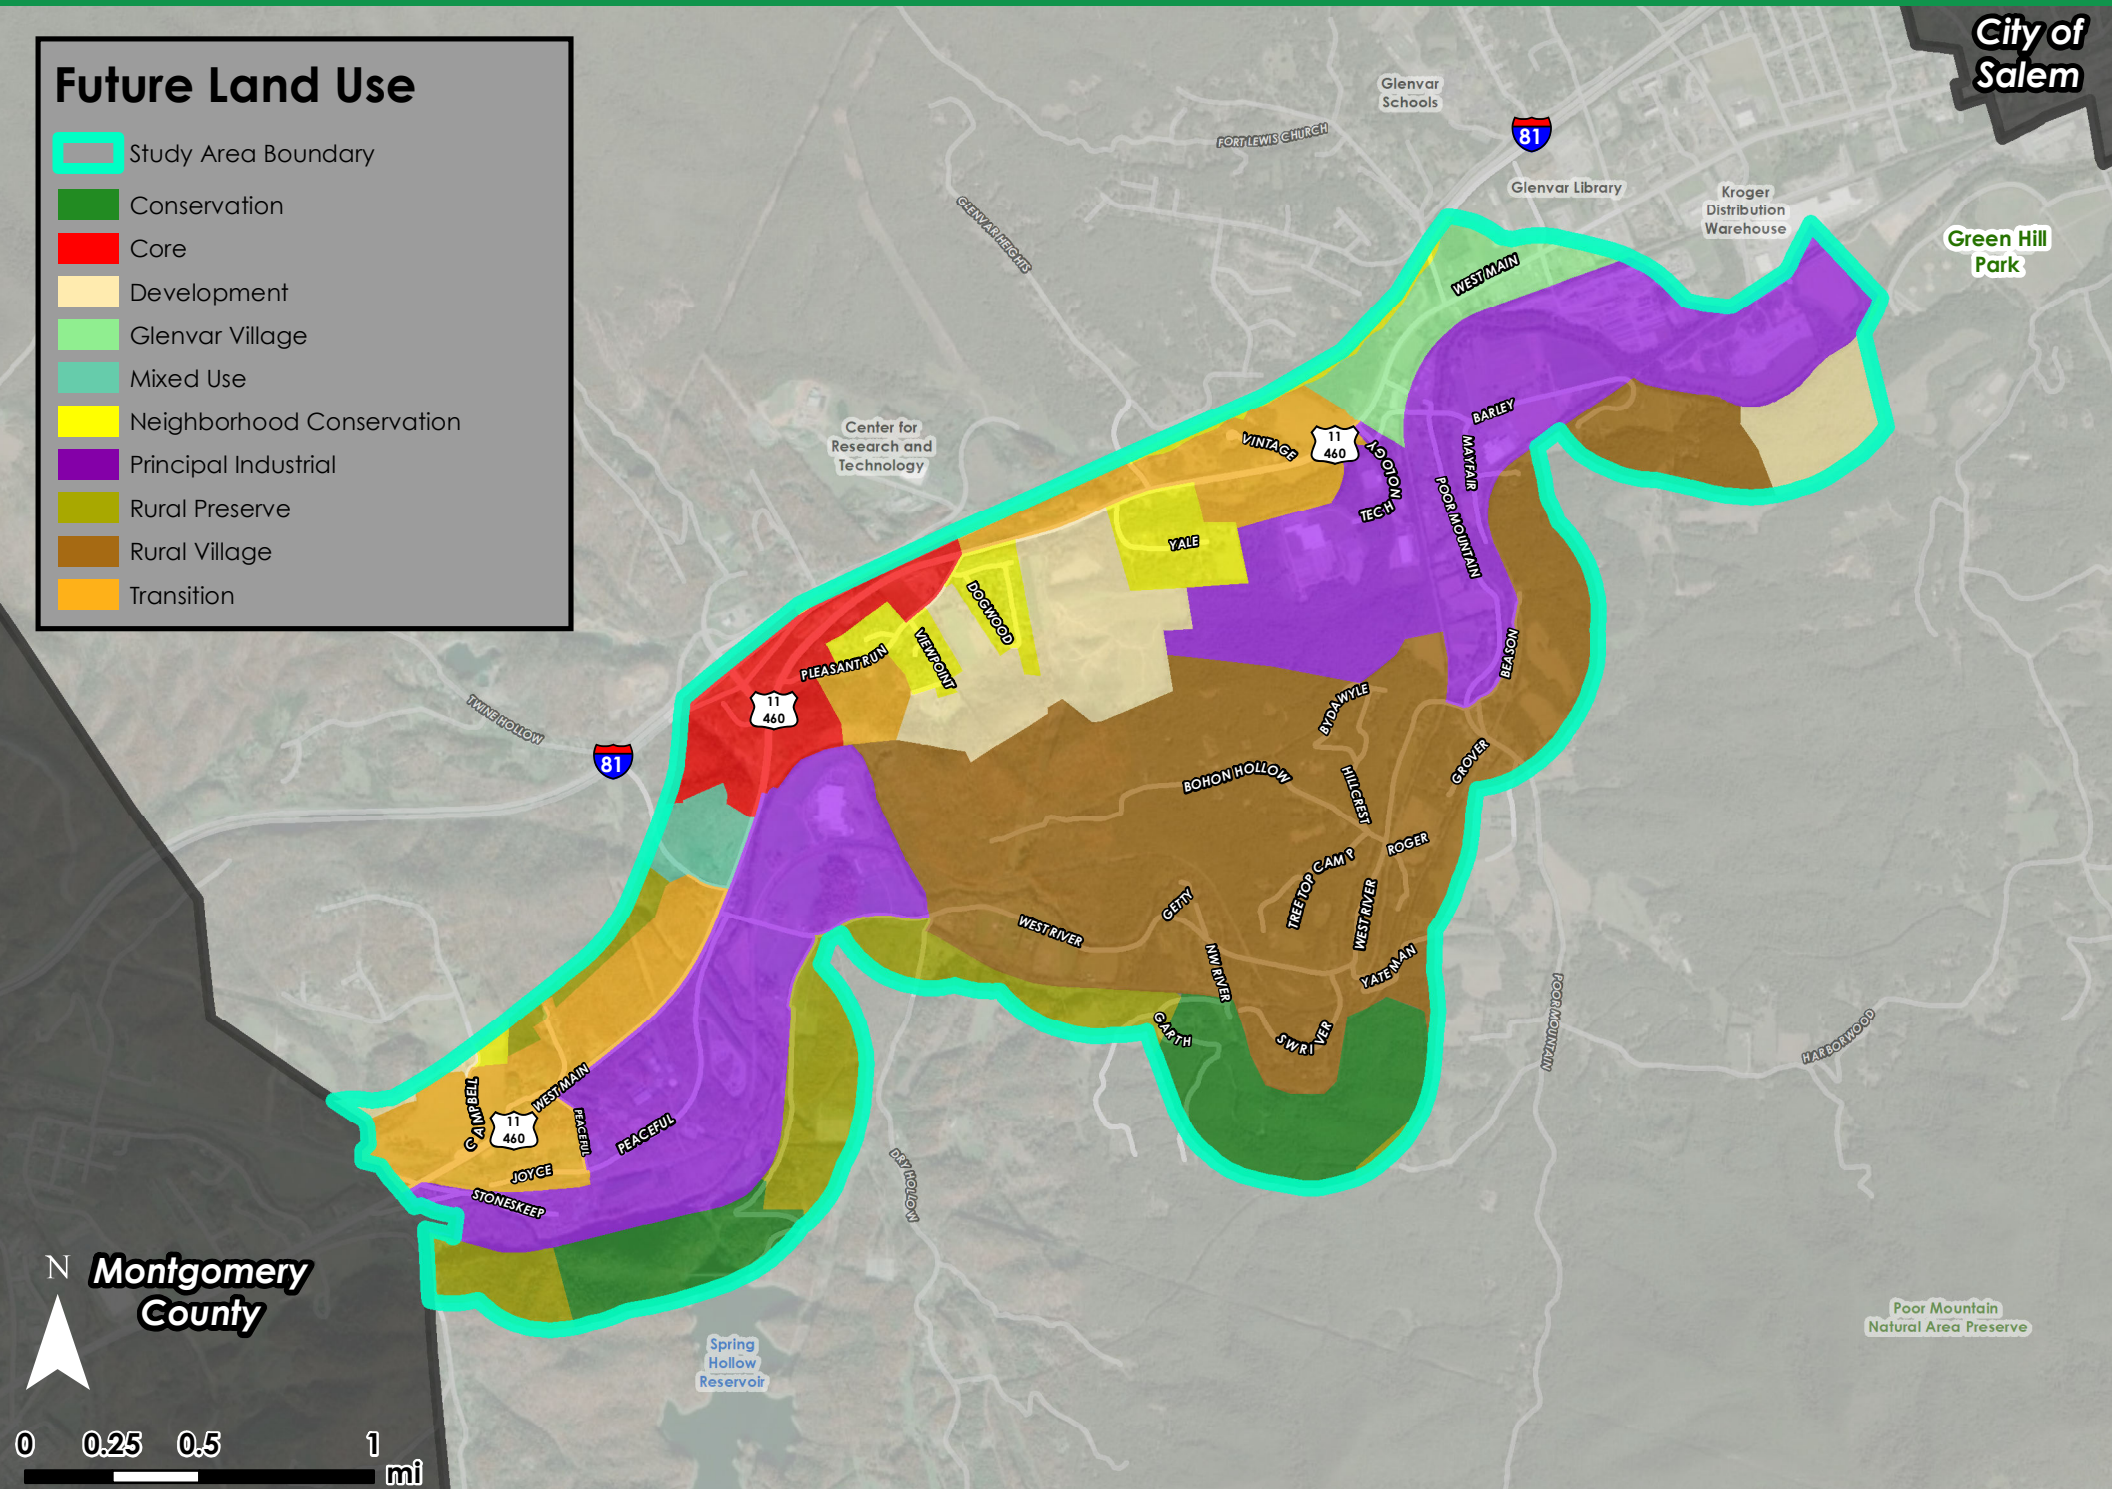 City of
Salem
Future Land Use
Study Area Boundary
Conservation
Core
Development
Glenvar Village
Mixed Use
Neighborhood Conservation
Principal Industrial
Rural Preserve
Rural Village
Transition
Glenvar
Schools
FORT LEWIS CHURCH
81
Glenvar Library
Kroger
Distribution
Warehouse
Green Hill
Park
GLENVAR HEIGHTS
WEST MAIN
Center for
Research and
Technology
VINTAGE
11
460
TECHNOLOGY
BARLEY
MAYFAIR
POOR MOUNTAIN
YALE
DOGWOOD
VIEWPOINT
PLEASANT RUN
BEASON
11
460
TWINE HOLLOW
81
BYDAWYLE
GROVER
BOHON HOLLOW
HILLCREST
ROGER
TREE TOP CAMP
WEST RIVER
GETTY
WEST RIVER
NW RIVER
YATEMAN
GARTH
SW RIVER
POOR MOUNTAIN
HARBORWOOD
CAMPBELL
WEST MAIN
11
460
PEACEFUL
PEACEFUL
JOYCE
STONESKEEP
DRY HOLLOW
N
Montgomery
County
Spring
Hollow
Reservoir
Poor Mountain
Natural Area Preserve
0 0.25 0.5 1
mi